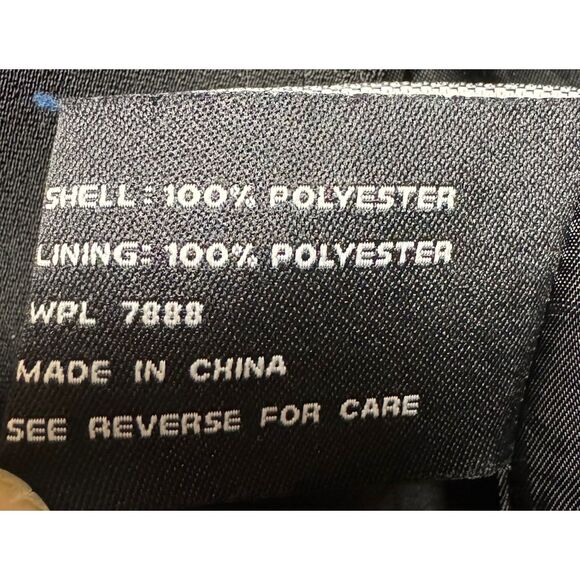 SHELL: 100% POLYESTER
LINING: 100% POLYESTER
WPL 7888
MADE IN CHINA
SEE REVERSE FOR CARE